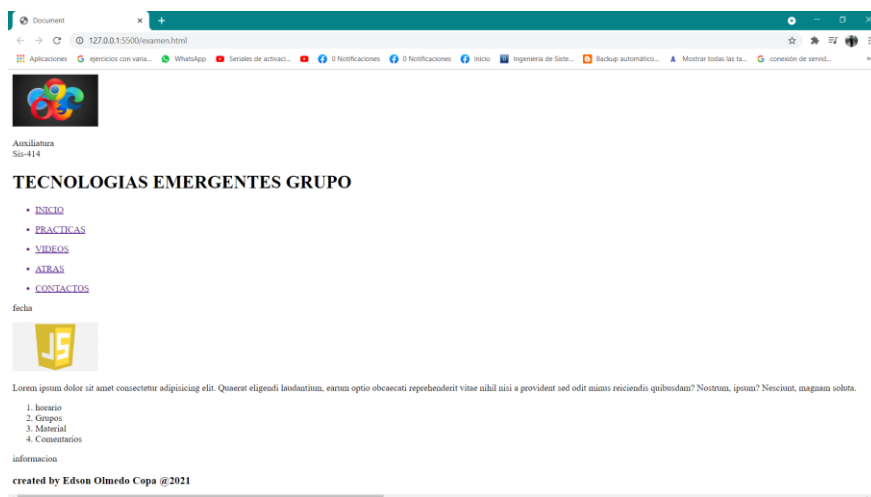 Document
127.0.0.1:5500/examen.html
Aplicaciones ejercicios con varia... WhatsApp Seriales de activaci... 0 Notificaciones 0 Notificaciones Inicio Ingeniería de Siste... Backup automático... Mostrar todas las ta... conexión de servid...
Auxiliatura
Sis-414
TECNOLOGIAS EMERGENTES GRUPO
• INICIO
• PRACTICAS
• VIDEOS
• ATRAS
• CONTACTOS
fecha
JS
Lorem ipsum dolor sit amet consectetur adipisicing elit. Quaerat eligendi laudantium, earum optio obcaecati reprehenderit vitae nihil nisi a provident sed odit minus reiciendis quibusdam? Nostrum, ipsum? Nesciunt, magnam soluta.
1. horario
2. Grupos
3. Material
4. Comentarios
informacion
created by Edson Olmedo Copa @2021